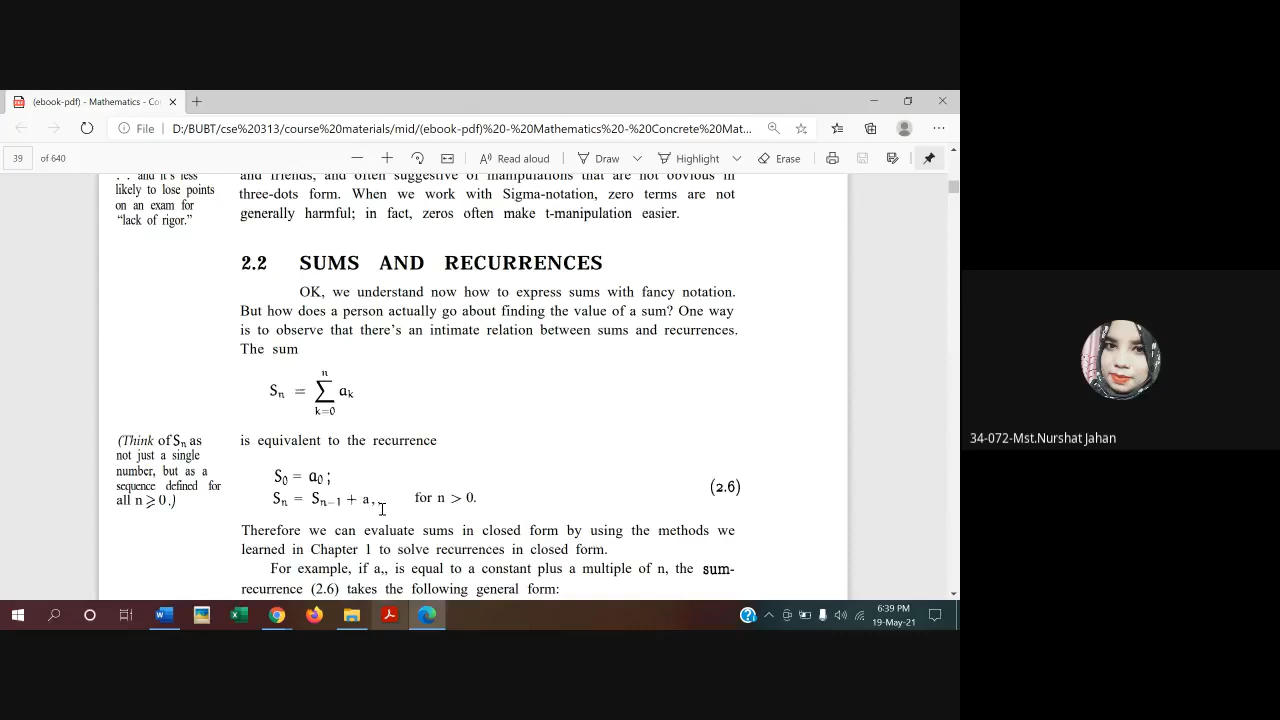 (ebook-pdf) - Mathematics - Co
File D:/BUBT/cse%20313/course%20materials/mid/(ebook-pdf)%20-%20Mathematics%20-%20Concrete%20Mat...
39 of 640
Read aloud Draw Highlight Erase
. . and it's less
likely to lose points
on an exam for
“lack of rigor.”
and friends, and often suggestive of manipulations that are not obvious in
three-dots form. When we work with Sigma-notation, zero terms are not
generally harmful; in fact, zeros often make t-manipulation easier.
2.2 SUMS AND RECURRENCES
OK, we understand now how to express sums with fancy notation.
But how does a person actually go about finding the value of a sum? One way
is to observe that there's an intimate relation between sums and recurrences.
The sum
n
Sn = ∑ ak
k=0
(Think of Sn as
not just a single
number, but as a
sequence defined for
all n ⩾ 0.)
is equivalent to the recurrence
S0 = a0 ;
Sn = Sn−1 + a,. for n > 0.
(2.6)
Therefore we can evaluate sums in closed form by using the methods we
learned in Chapter 1 to solve recurrences in closed form.
For example, if a,, is equal to a constant plus a multiple of n, the sum-
recurrence (2.6) takes the following general form:
34-072-Mst.Nurshat Jahan
6:39 PM
19-May-21